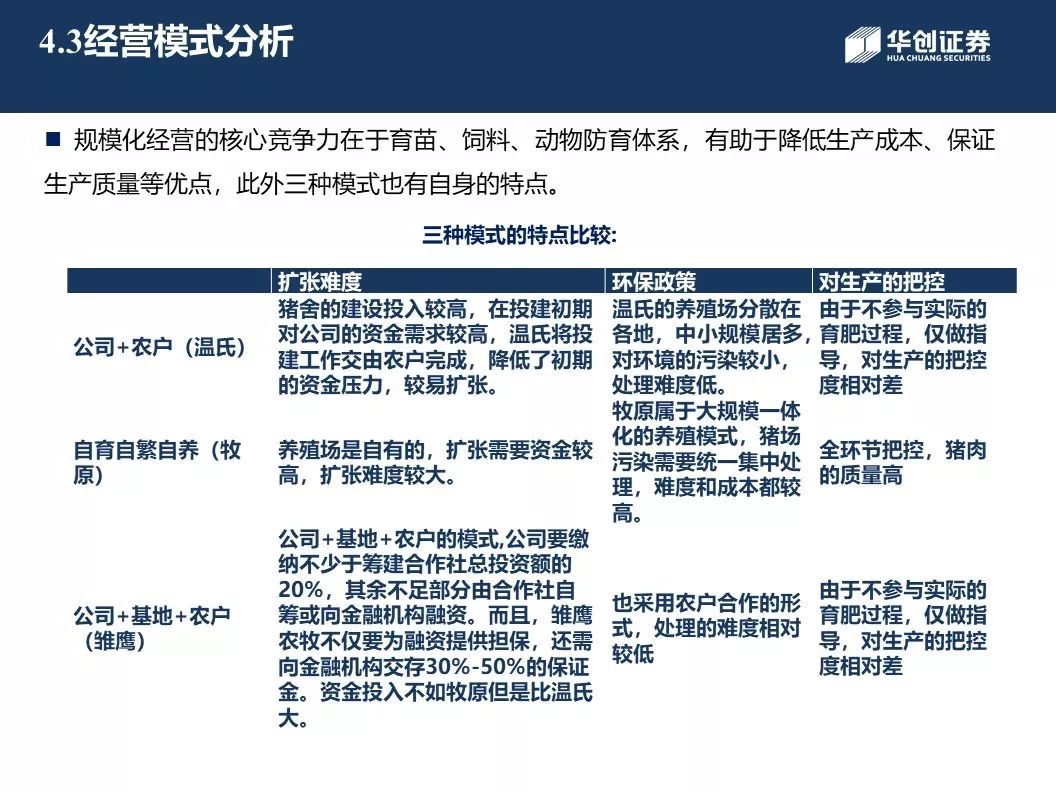 4.3经营模式分析
华创证券
HUA CHUANG SECURITIES
■ 规模化经营的核心竞争力在于育苗、饲料、动物防育体系，有助于降低生产成本、保证
生产质量等优点，此外三种模式也有自身的特点。
三种模式的特点比较:
扩张难度 环保政策 对生产的把控
公司+农户（温氏）
猪舍的建设投入较高，在投建初期
对公司的资金需求较高，温氏将投
建工作交由农户完成，降低了初期
的资金压力，较易扩张。
温氏的养殖场分散在
各地，中小规模居多，
对环境的污染较小，
处理难度低。
由于不参与实际的
育肥过程，仅做指
导，对生产的把控
度相对差
自育自繁自养（牧
原）
养殖场是自有的，扩张需要资金较
高，扩张难度较大。
牧原属于大规模一体
化的养殖模式，猪场
污染需要统一集中处
理，难度和成本都较
高。
全环节把控，猪肉
的质量高
公司+基地+农户
（雏鹰）
公司+基地+农户的模式,公司要缴
纳不少于筹建合作社总投资额的
20%，其余不足部分由合作社自
筹或向金融机构融资。而且，雏鹰
农牧不仅要为融资提供担保，还需
向金融机构交存30%-50%的保证
金。资金投入不如牧原但是比温氏
大。
也采用农户合作的形
式，处理的难度相对
较低
由于不参与实际的
育肥过程，仅做指
导，对生产的把控
度相对差